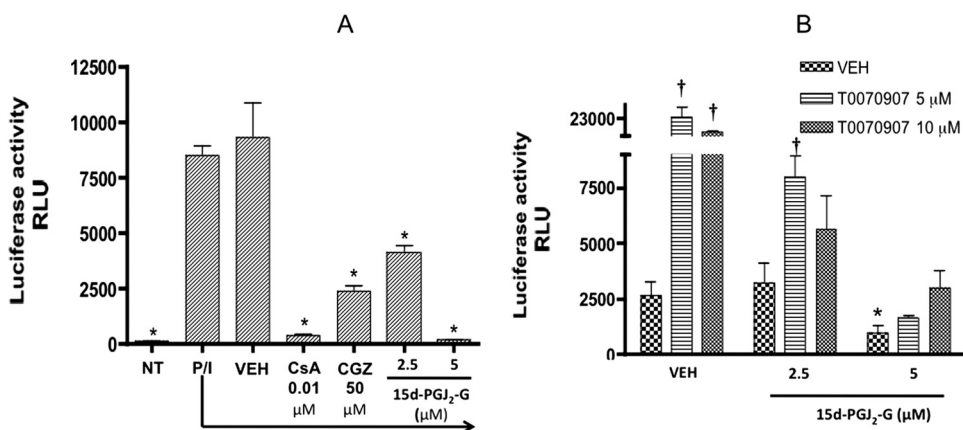 A
Luciferase activity
RLU
12500
10000
7500
5000
2500
0
*
*
*
*
*
NT
P/I
VEH
CsA
0.01
μM
CGZ
50
μM
2.5
5
15d-PGJ₂-G
(μM)
B
VEH
T0070907 5 μM
T0070907 10 μM
Luciferase activity
RLU
23000
7500
5000
2500
0
†
†
†
*
VEH
2.5
5
15d-PGJ₂-G (μM)